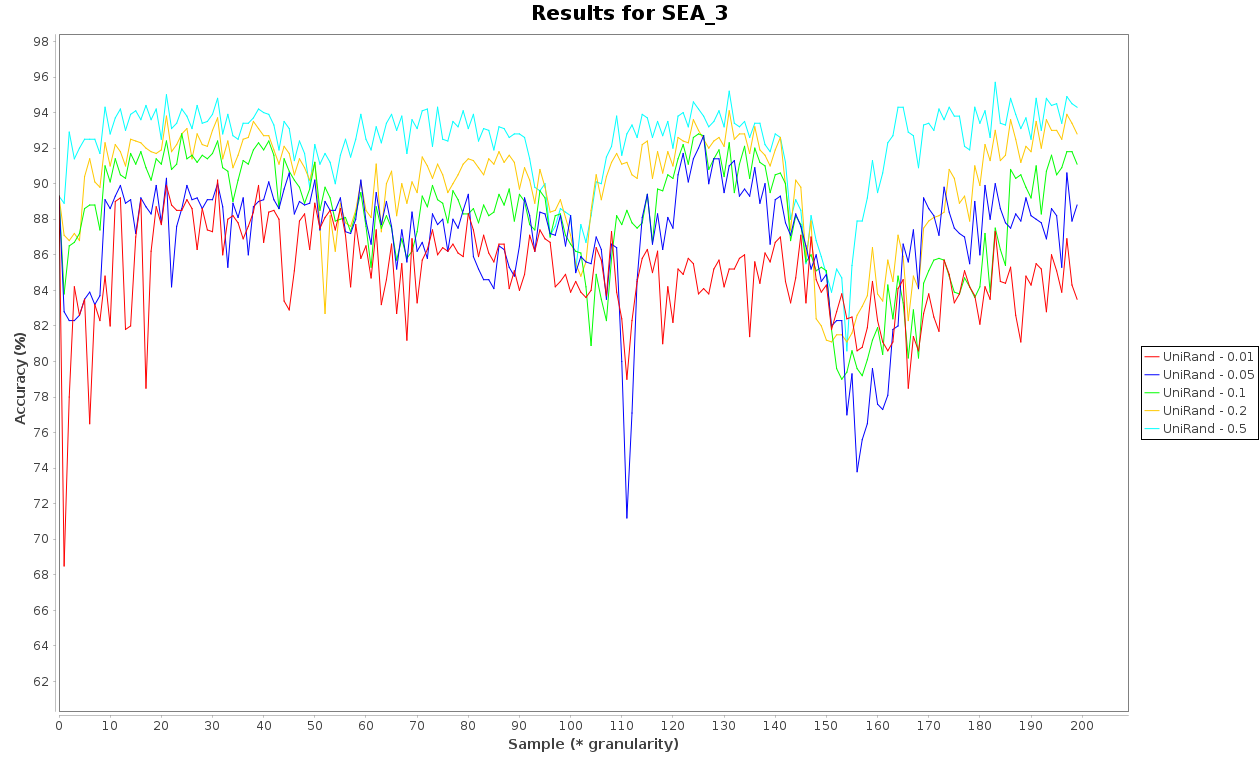 Results for SEA_3
98
96
94
92
90
88
86
84
82
80
78
76
74
72
70
68
66
64
62
Accuracy (%)
0 10 20 30 40 50 60 70 80 90 100 110 120 130 140 150 160 170 180 190 200
Sample (* granularity)
UniRand - 0.01
UniRand - 0.05
UniRand - 0.1
UniRand - 0.2
UniRand - 0.5